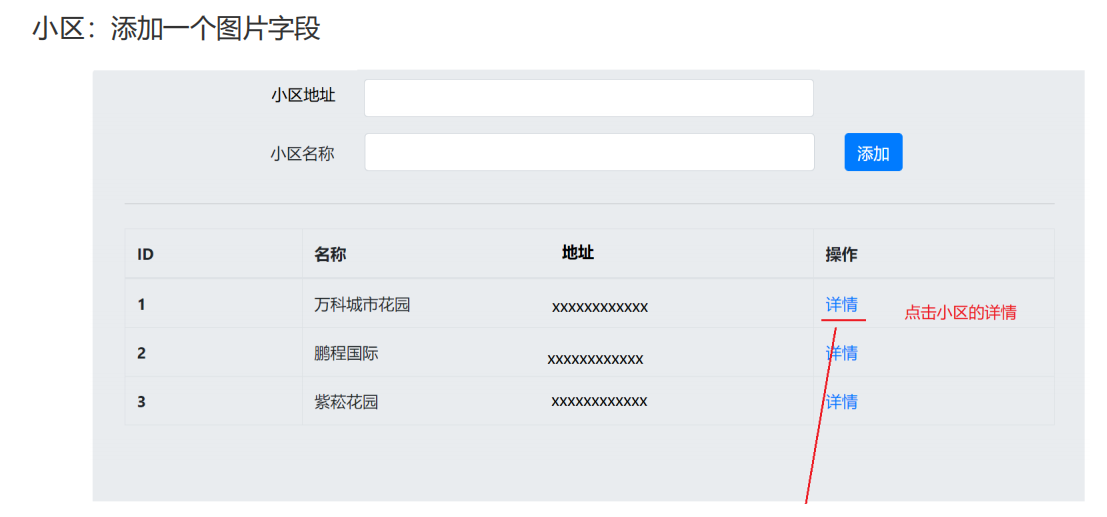 小区：添加一个图片字段
小区地址
小区名称 添加
ID 名称 地址 操作
1 万科城市花园 xxxxxxxxxxxx 详情 点击小区的详情
2 鹏程国际 xxxxxxxxxxxx 详情
3 紫菘花园 xxxxxxxxxxxx 详情